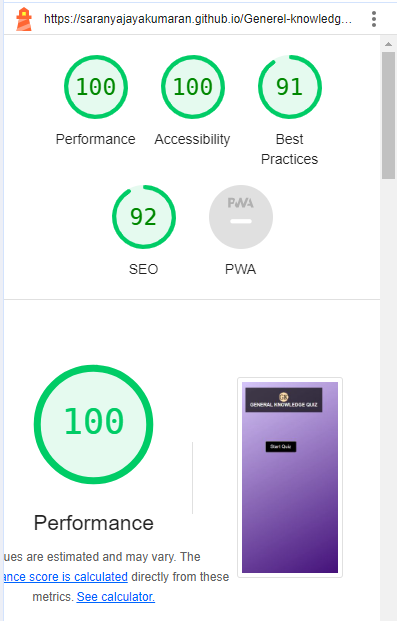 https://saranyajayakumaran.github.io/Generel-knowledg...
100
100
91
Performance
Accessibility
Best
Practices
92
PWA
SEO
PWA
100
GENERAL KNOWLEDGE QUIZ
Start Quiz
Performance
ues are estimated and may vary. The
ance score is calculated directly from these
metrics. See calculator.